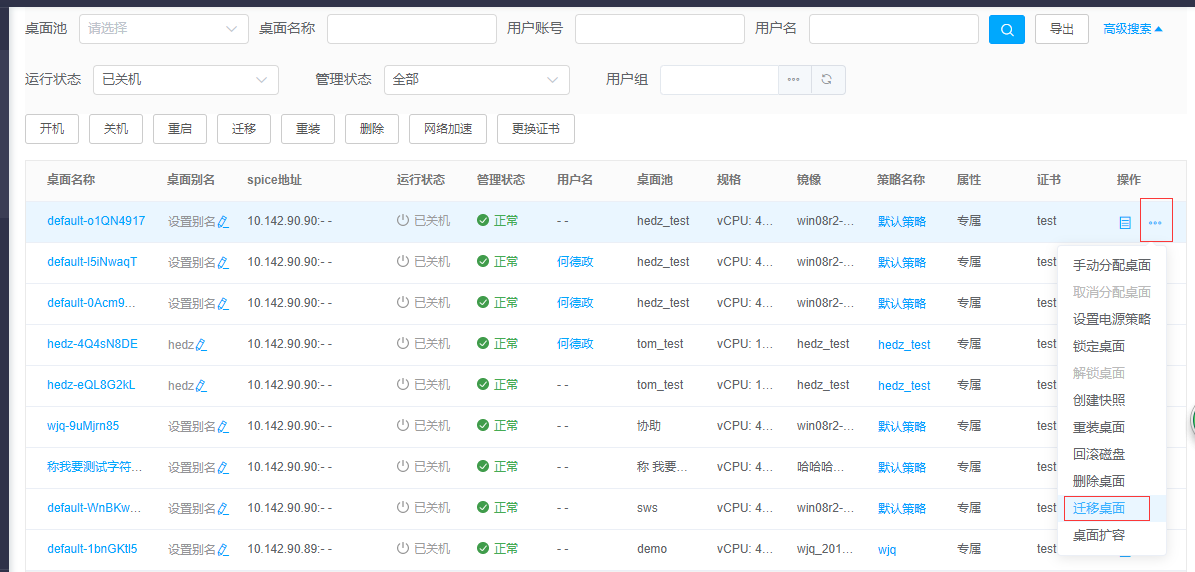 桌面池 请选择 桌面名称 用户账号 用户名 导出 高级搜索
运行状态 已关机 管理状态 全部 用户组
开机 关机 重启 迁移 重装 删除 网络加速 更换证书
桌面名称 桌面别名 spice地址 运行状态 管理状态 用户名 桌面池 规格 镜像 策略名称 属性 证书 操作
default-o1QN4917 设置别名 10.142.90.90:- - 已关机 正常 - - hedz_test vCPU: 4... win08r2-... 默认策略 专属 test
default-l5iNwaqT 设置别名 10.142.90.90:- - 已关机 正常 何德政 hedz_test vCPU: 4... win08r2-... 默认策略 专属 test
default-0Acm9... 设置别名 10.142.90.90:- - 已关机 正常 何德政 hedz_test vCPU: 4... win08r2-... 默认策略 专属 test
hedz-4Q4sN8DE hedz 10.142.90.90:- - 已关机 正常 何德政 tom_test vCPU: 1... hedz_test hedz_test 专属 test
hedz-eQL8G2kL hedz 10.142.90.90:- - 已关机 正常 - - tom_test vCPU: 1... hedz_test hedz_test 专属 test
wjq-9uMjrn85 设置别名 10.142.90.90:- - 已关机 正常 - - 协助 vCPU: 4... win08r2-... 默认策略 专属 test
称我要测试字符... 设置别名 10.142.90.90:- - 已关机 正常 - - 称 我要... vCPU: 4... 哈哈哈... 默认策略 专属 test
default-WnBKw... 设置别名 10.142.90.90:- - 已关机 正常 - - sws vCPU: 4... win08r2-... 默认策略 专属 test
default-1bnGKtl5 设置别名 10.142.90.89:- - 已关机 正常 - - demo vCPU: 4... wjq_201... wjq 专属 test
手动分配桌面
取消分配桌面
设置电源策略
锁定桌面
解锁桌面
创建快照
重装桌面
回滚磁盘
删除桌面
迁移桌面
桌面扩容